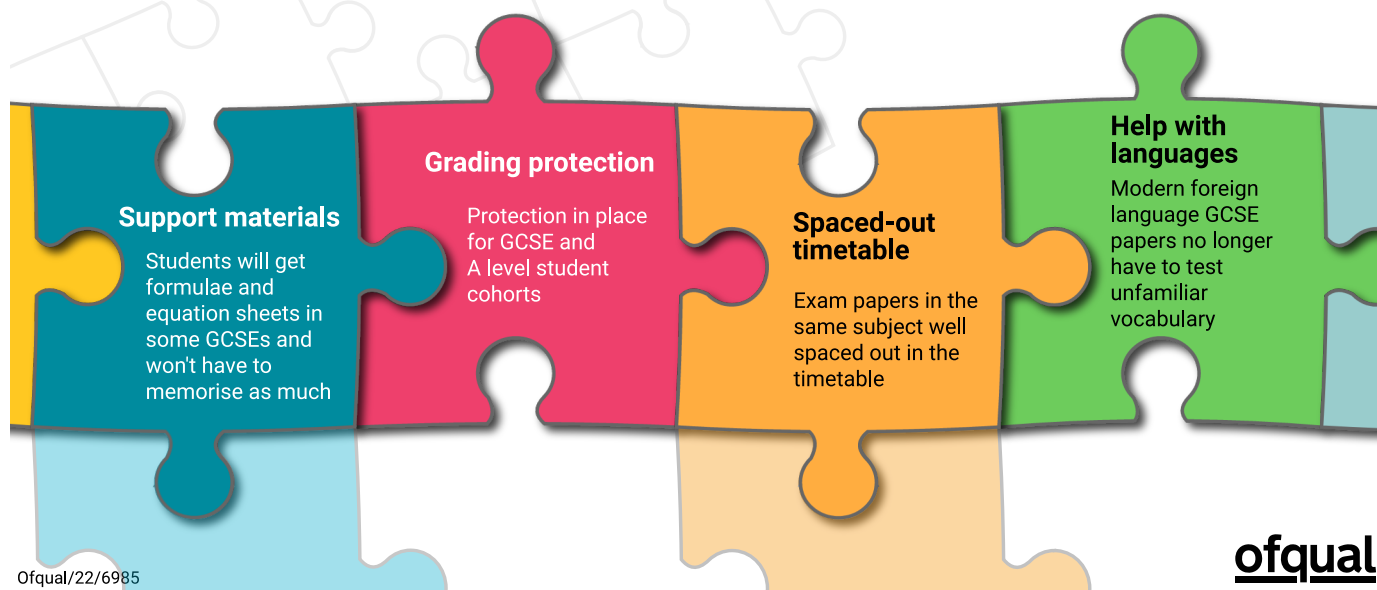 Support materials
Students will get
formulae and
equation sheets in
some GCSEs and
won't have to
memorise as much
Grading protection
Protection in place
for GCSE and
A level student
cohorts
Spaced-out
timetable
Exam papers in the
same subject well
spaced out in the
timetable
Help with
languages
Modern foreign
language GCSE
papers no longer
have to test
unfamiliar
vocabulary
Ofqual/22/6985
ofqual